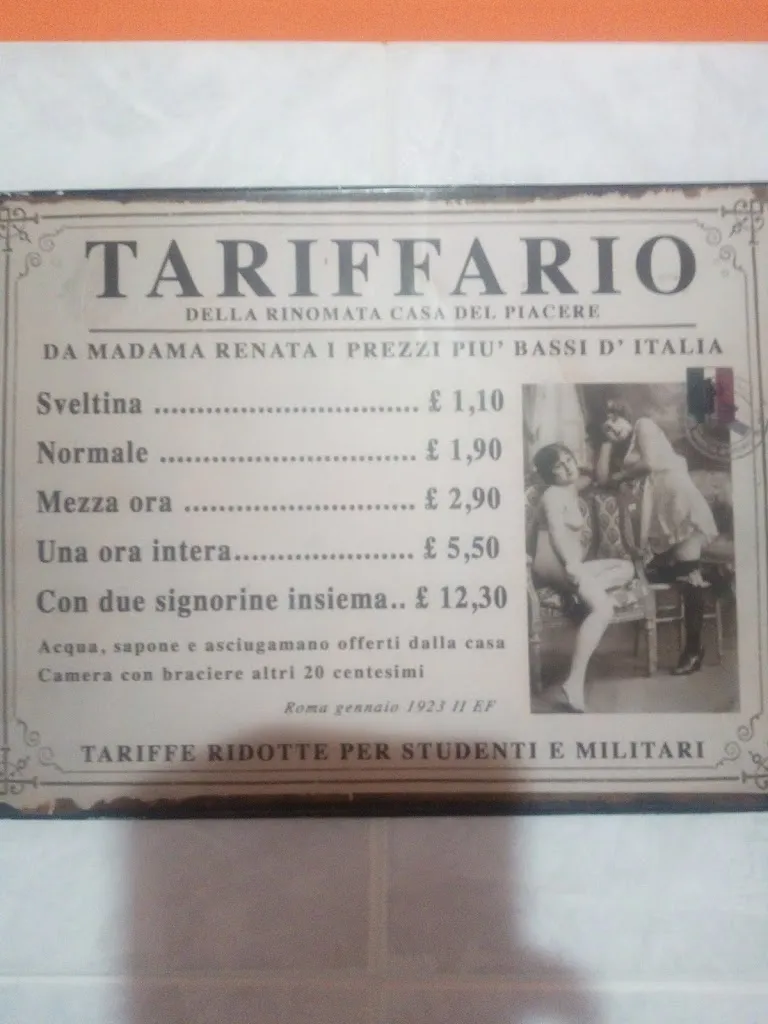 TARIFFARIO
DELLA RINOMATA CASA DEL PIACERE
DA MADAMA RENATA I PREZZI PIU' BASSI D' ITALIA
Sveltina ................................ £ 1,10
Normale ............................... £ 1,90
Mezza ora ............................ £ 2,90
Una ora intera...................... £ 5,50
Con due signorine insiema.. £ 12,30
Acqua, sapone e asciugamano offerti dalla casa
Camera con braciere altri 20 centesimi
Roma gennaio 1923 II EF
TARIFFE RIDOTTE PER STUDENTI E MILITARI